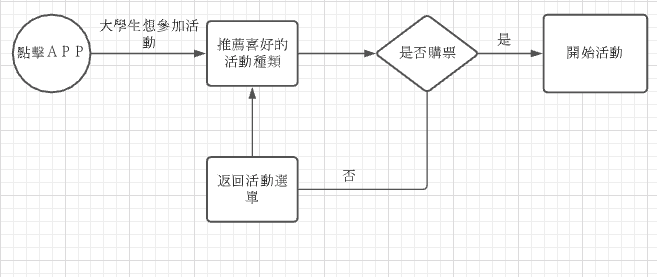 點擊ＡＰＰ
大學生想參加活
動
推薦喜好的
活動種類
是否購票
是
開始活動
返回活動選
單
否